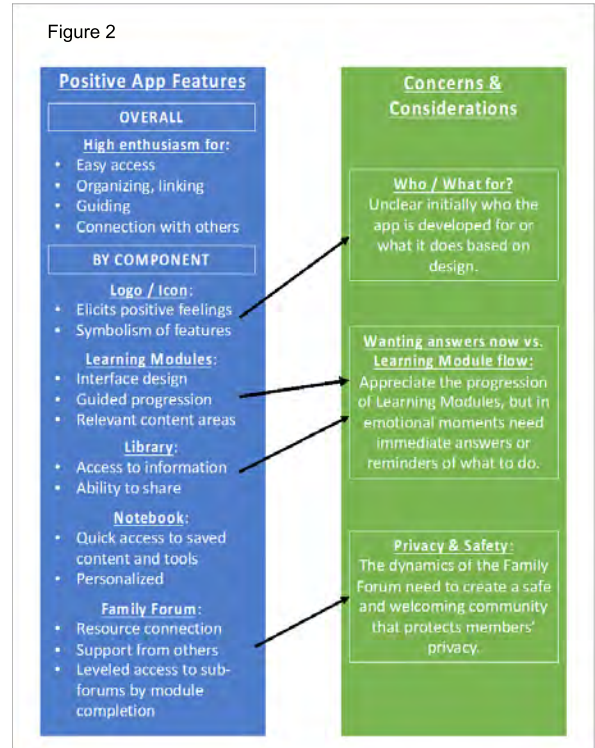 Figure 2
Positive App Features
OVERALL
High enthusiasm for:
• Easy access
• Organizing, linking
• Guiding
• Connection with others
BY COMPONENT
Logo / Icon:
• Elicits positive feelings
• Symbolism of features
Learning Modules:
• Interface design
• Guided progression
• Relevant content areas
Library:
• Access to information
• Ability to share
Notebook:
• Quick access to saved
content and tools
• Personalized
Family Forum:
• Resource connection
• Support from others
• Leveled access to sub-
forums by module
completion
Concerns &
Considerations
Who / What for?
Unclear initially who the
app is developed for or
what it does based on
design.
Wanting answers now vs.
Learning Module flow:
Appreciate the progression
of Learning Modules, but in
emotional moments need
immediate answers or
reminders of what to do.
Privacy & Safety:
The dynamics of the Family
Forum need to create a safe
and welcoming community
that protects members'
privacy.